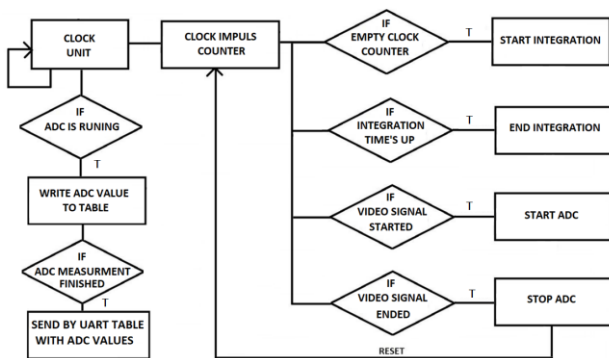 CLOCK
UNIT
CLOCK IMPULS
COUNTER
IF
EMPTY CLOCK
COUNTER
T
START INTEGRATION
IF
ADC IS RUNING
T
IF
INTEGRATION
TIME'S UP
T
END INTEGRATION
WRITE ADC VALUE
TO TABLE
IF
VIDEO SIGNAL
STARTED
T
START ADC
IF
ADC MEASURMENT
FINISHED
T
IF
VIDEO SIGNAL
ENDED
T
STOP ADC
SEND BY UART TABLE
WITH ADC VALUES
RESET